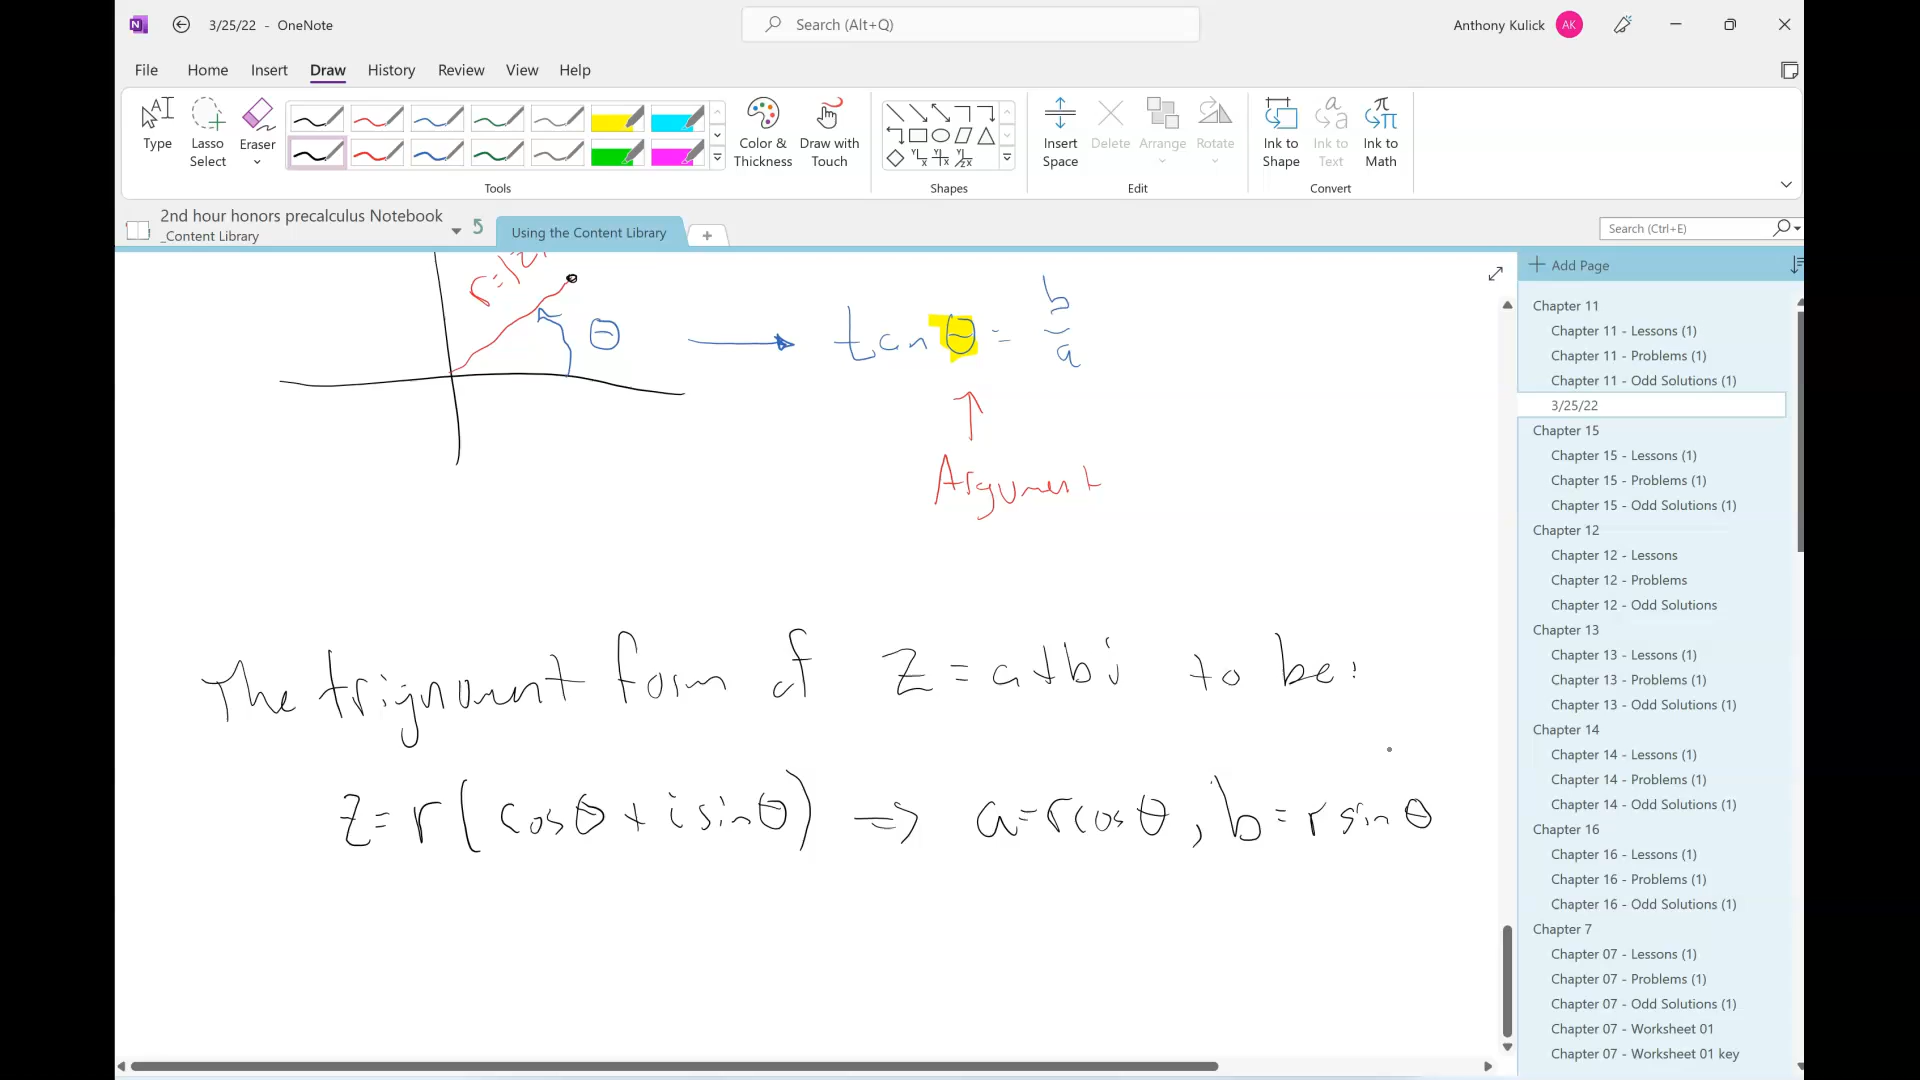 3/25/22 - OneNote
Search (Alt+Q)
Anthony Kulick
AK
File Home Insert Draw History Review View Help
Type
Lasso Select
Eraser
Color & Thickness
Draw with Touch
Insert Space
Delete
Arrange
Rotate
Ink to Shape
Ink to Text
Ink to Math
Tools
Shapes
Edit
Convert
2nd hour honors precalculus Notebook
_Content Library
Using the Content Library
Search (Ctrl+E)
θ
tan θ = b/a
Argument
The trignoment form of z = a+bi to be:
z = r(cosθ + i sinθ) => a=rcosθ, b=r sinθ
Add Page
Chapter 11
Chapter 11 - Lessons (1)
Chapter 11 - Problems (1)
Chapter 11 - Odd Solutions (1)
3/25/22
Chapter 15
Chapter 15 - Lessons (1)
Chapter 15 - Problems (1)
Chapter 15 - Odd Solutions (1)
Chapter 12
Chapter 12 - Lessons
Chapter 12 - Problems
Chapter 12 - Odd Solutions
Chapter 13
Chapter 13 - Lessons (1)
Chapter 13 - Problems (1)
Chapter 13 - Odd Solutions (1)
Chapter 14
Chapter 14 - Lessons (1)
Chapter 14 - Problems (1)
Chapter 14 - Odd Solutions (1)
Chapter 16
Chapter 16 - Lessons (1)
Chapter 16 - Problems (1)
Chapter 16 - Odd Solutions (1)
Chapter 7
Chapter 07 - Lessons (1)
Chapter 07 - Problems (1)
Chapter 07 - Odd Solutions (1)
Chapter 07 - Worksheet 01
Chapter 07 - Worksheet 01 key